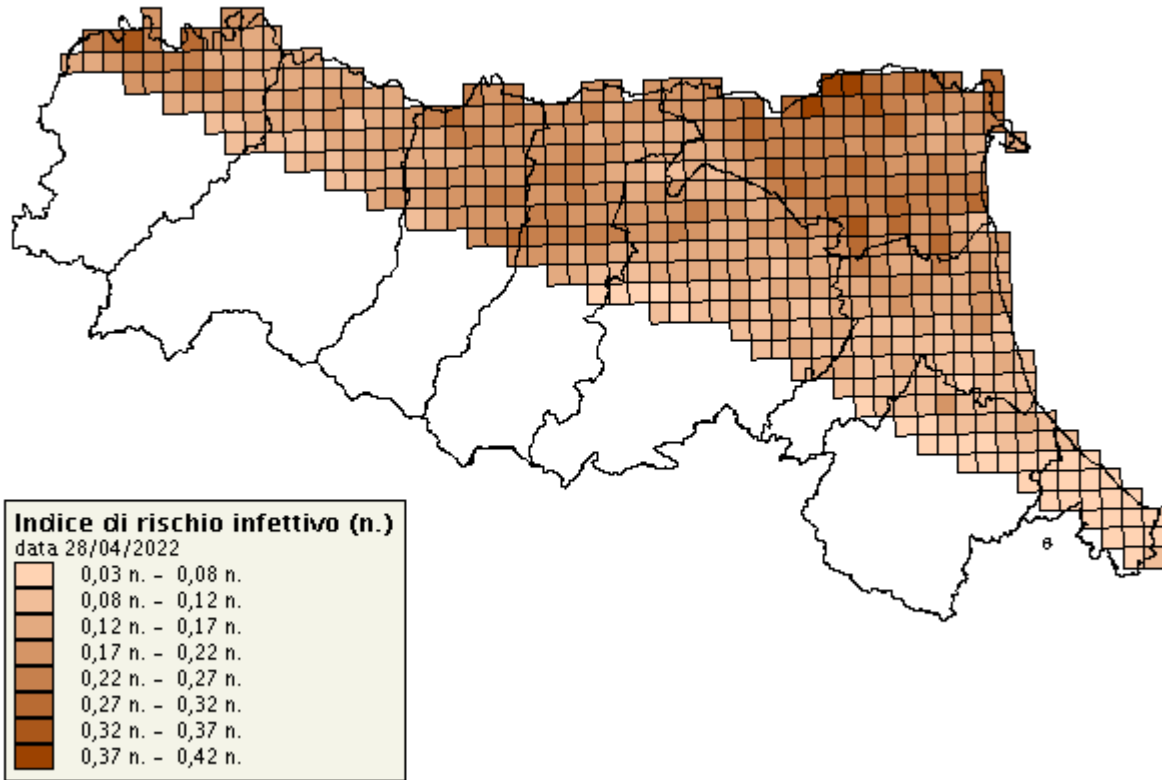 Indice di rischio infettivo (n.)
data 28/04/2022
0,03 n. - 0,08 n.
0,08 n. - 0,12 n.
0,12 n. - 0,17 n.
0,17 n. - 0,22 n.
0,22 n. - 0,27 n.
0,27 n. - 0,32 n.
0,32 n. - 0,37 n.
0,37 n. - 0,42 n.